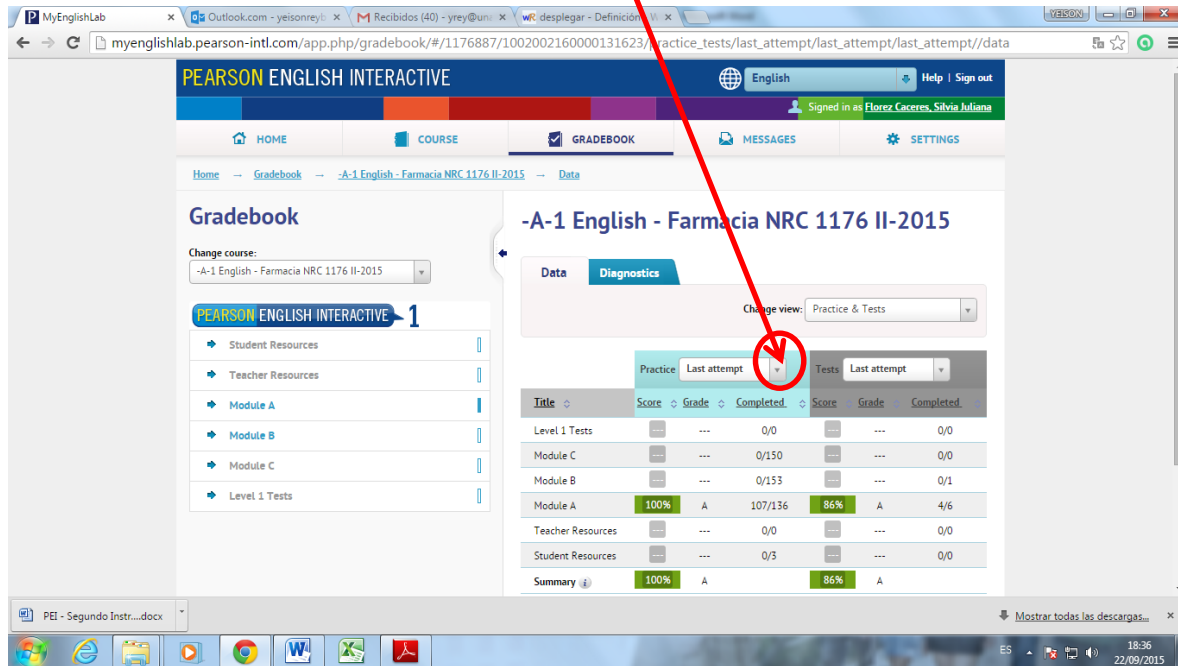 MyEnglishLab
Outlook.com - yeisonreyb
Recibidos (40) - yrey@una
desplegar - Definición
YEISON
myenglishlab.pearson-intl.com/app.php/gradebook/#/1176887/1002002160000131623/practice_tests/last_attempt/last_attempt/last_attempt//data
PEARSON ENGLISH INTERACTIVE
English
Help | Sign out
Signed in as Florez Caceres, Silvia Juliana
HOME
COURSE
GRADEBOOK
MESSAGES
SETTINGS
Home → Gradebook → -A-1 English - Farmacia NRC 1176 II-2015 → Data
Gradebook
Change course:
-A-1 English - Farmacia NRC 1176 II-2015
PEARSON ENGLISH INTERACTIVE 1
Student Resources
Teacher Resources
Module A
Module B
Module C
Level 1 Tests
-A-1 English - Farmacia NRC 1176 II-2015
Data Diagnostics
Change view: Practice & Tests
Practice Last attempt Tests Last attempt
Title Score Grade Completed Score Grade Completed
Level 1 Tests --- --- 0/0 --- --- 0/0
Module C --- --- 0/150 --- --- 0/0
Module B --- --- 0/153 --- --- 0/1
Module A 100% A 107/136 86% A 4/6
Teacher Resources --- --- 0/0 --- --- 0/0
Student Resources --- --- 0/3 --- --- 0/0
Summary i 100% A 86% A
PEI - Segundo Instr....docx
Mostrar todas las descargas...
ES
18:36
22/09/2015